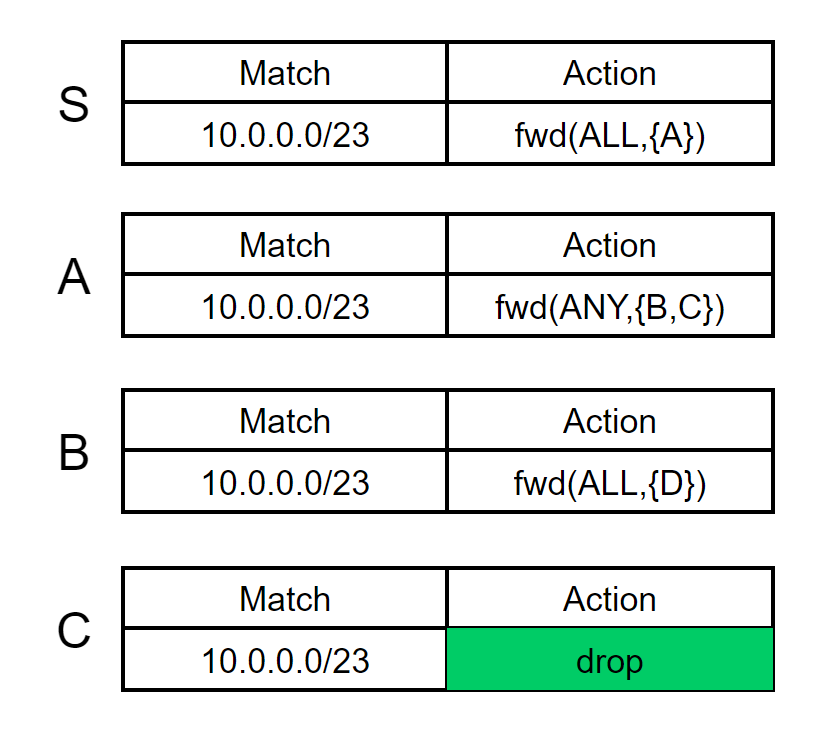 S
Match Action
10.0.0.0/23 fwd(ALL,{A})
A
Match Action
10.0.0.0/23 fwd(ANY,{B,C})
B
Match Action
10.0.0.0/23 fwd(ALL,{D})
C
Match Action
10.0.0.0/23 drop